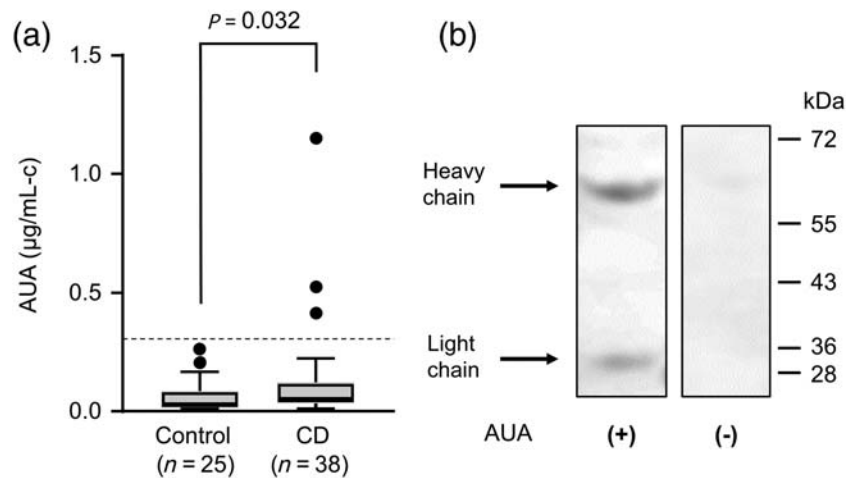 (a)
P = 0.032
AUA (μg/mL-c)
1.5
1.0
0.5
0.0
Control
(n = 25)
CD
(n = 38)
(b)
kDa
Heavy
chain
Light
chain
72
55
43
36
28
AUA (+) (-)